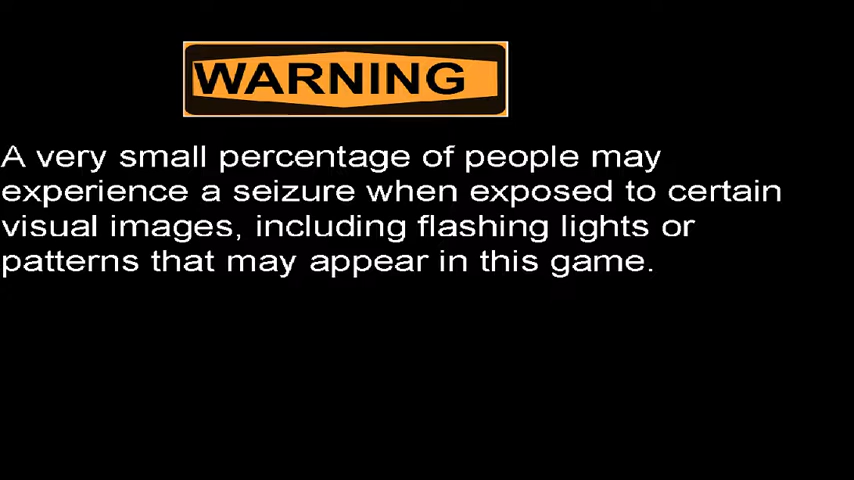 WARNING
A very small percentage of people may
experience a seizure when exposed to certain
visual images, including flashing lights or
patterns that may appear in this game.